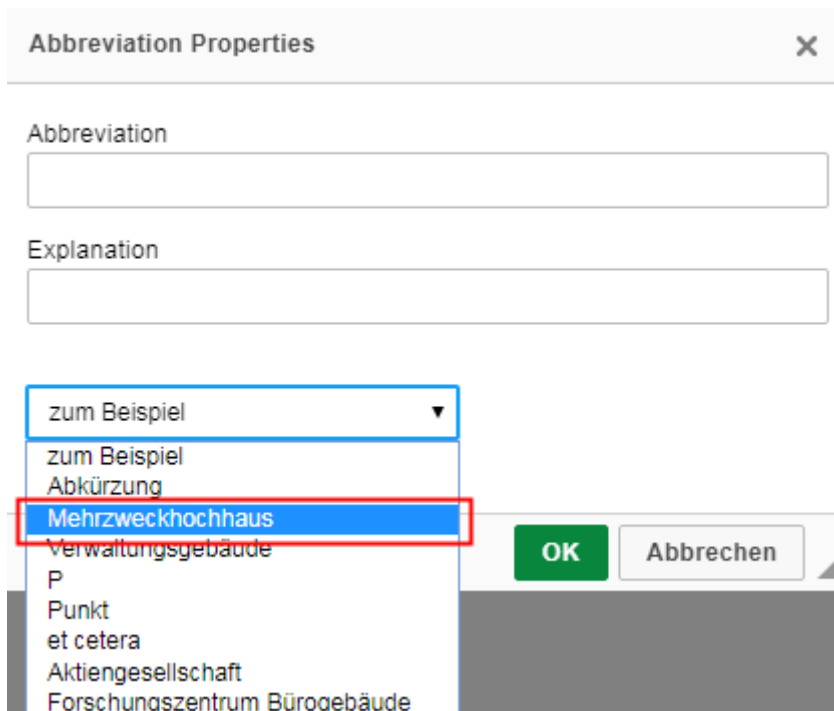 Abbreviation Properties
Abbreviation
Explanation
zum Beispiel
zum Beispiel
Abkürzung
Mehrzweckhochhaus
Verwaltungsgebäude
OK Abbrechen
P
Punkt
et cetera
Aktiengesellschaft
Forschungszentrum Bürogebäude